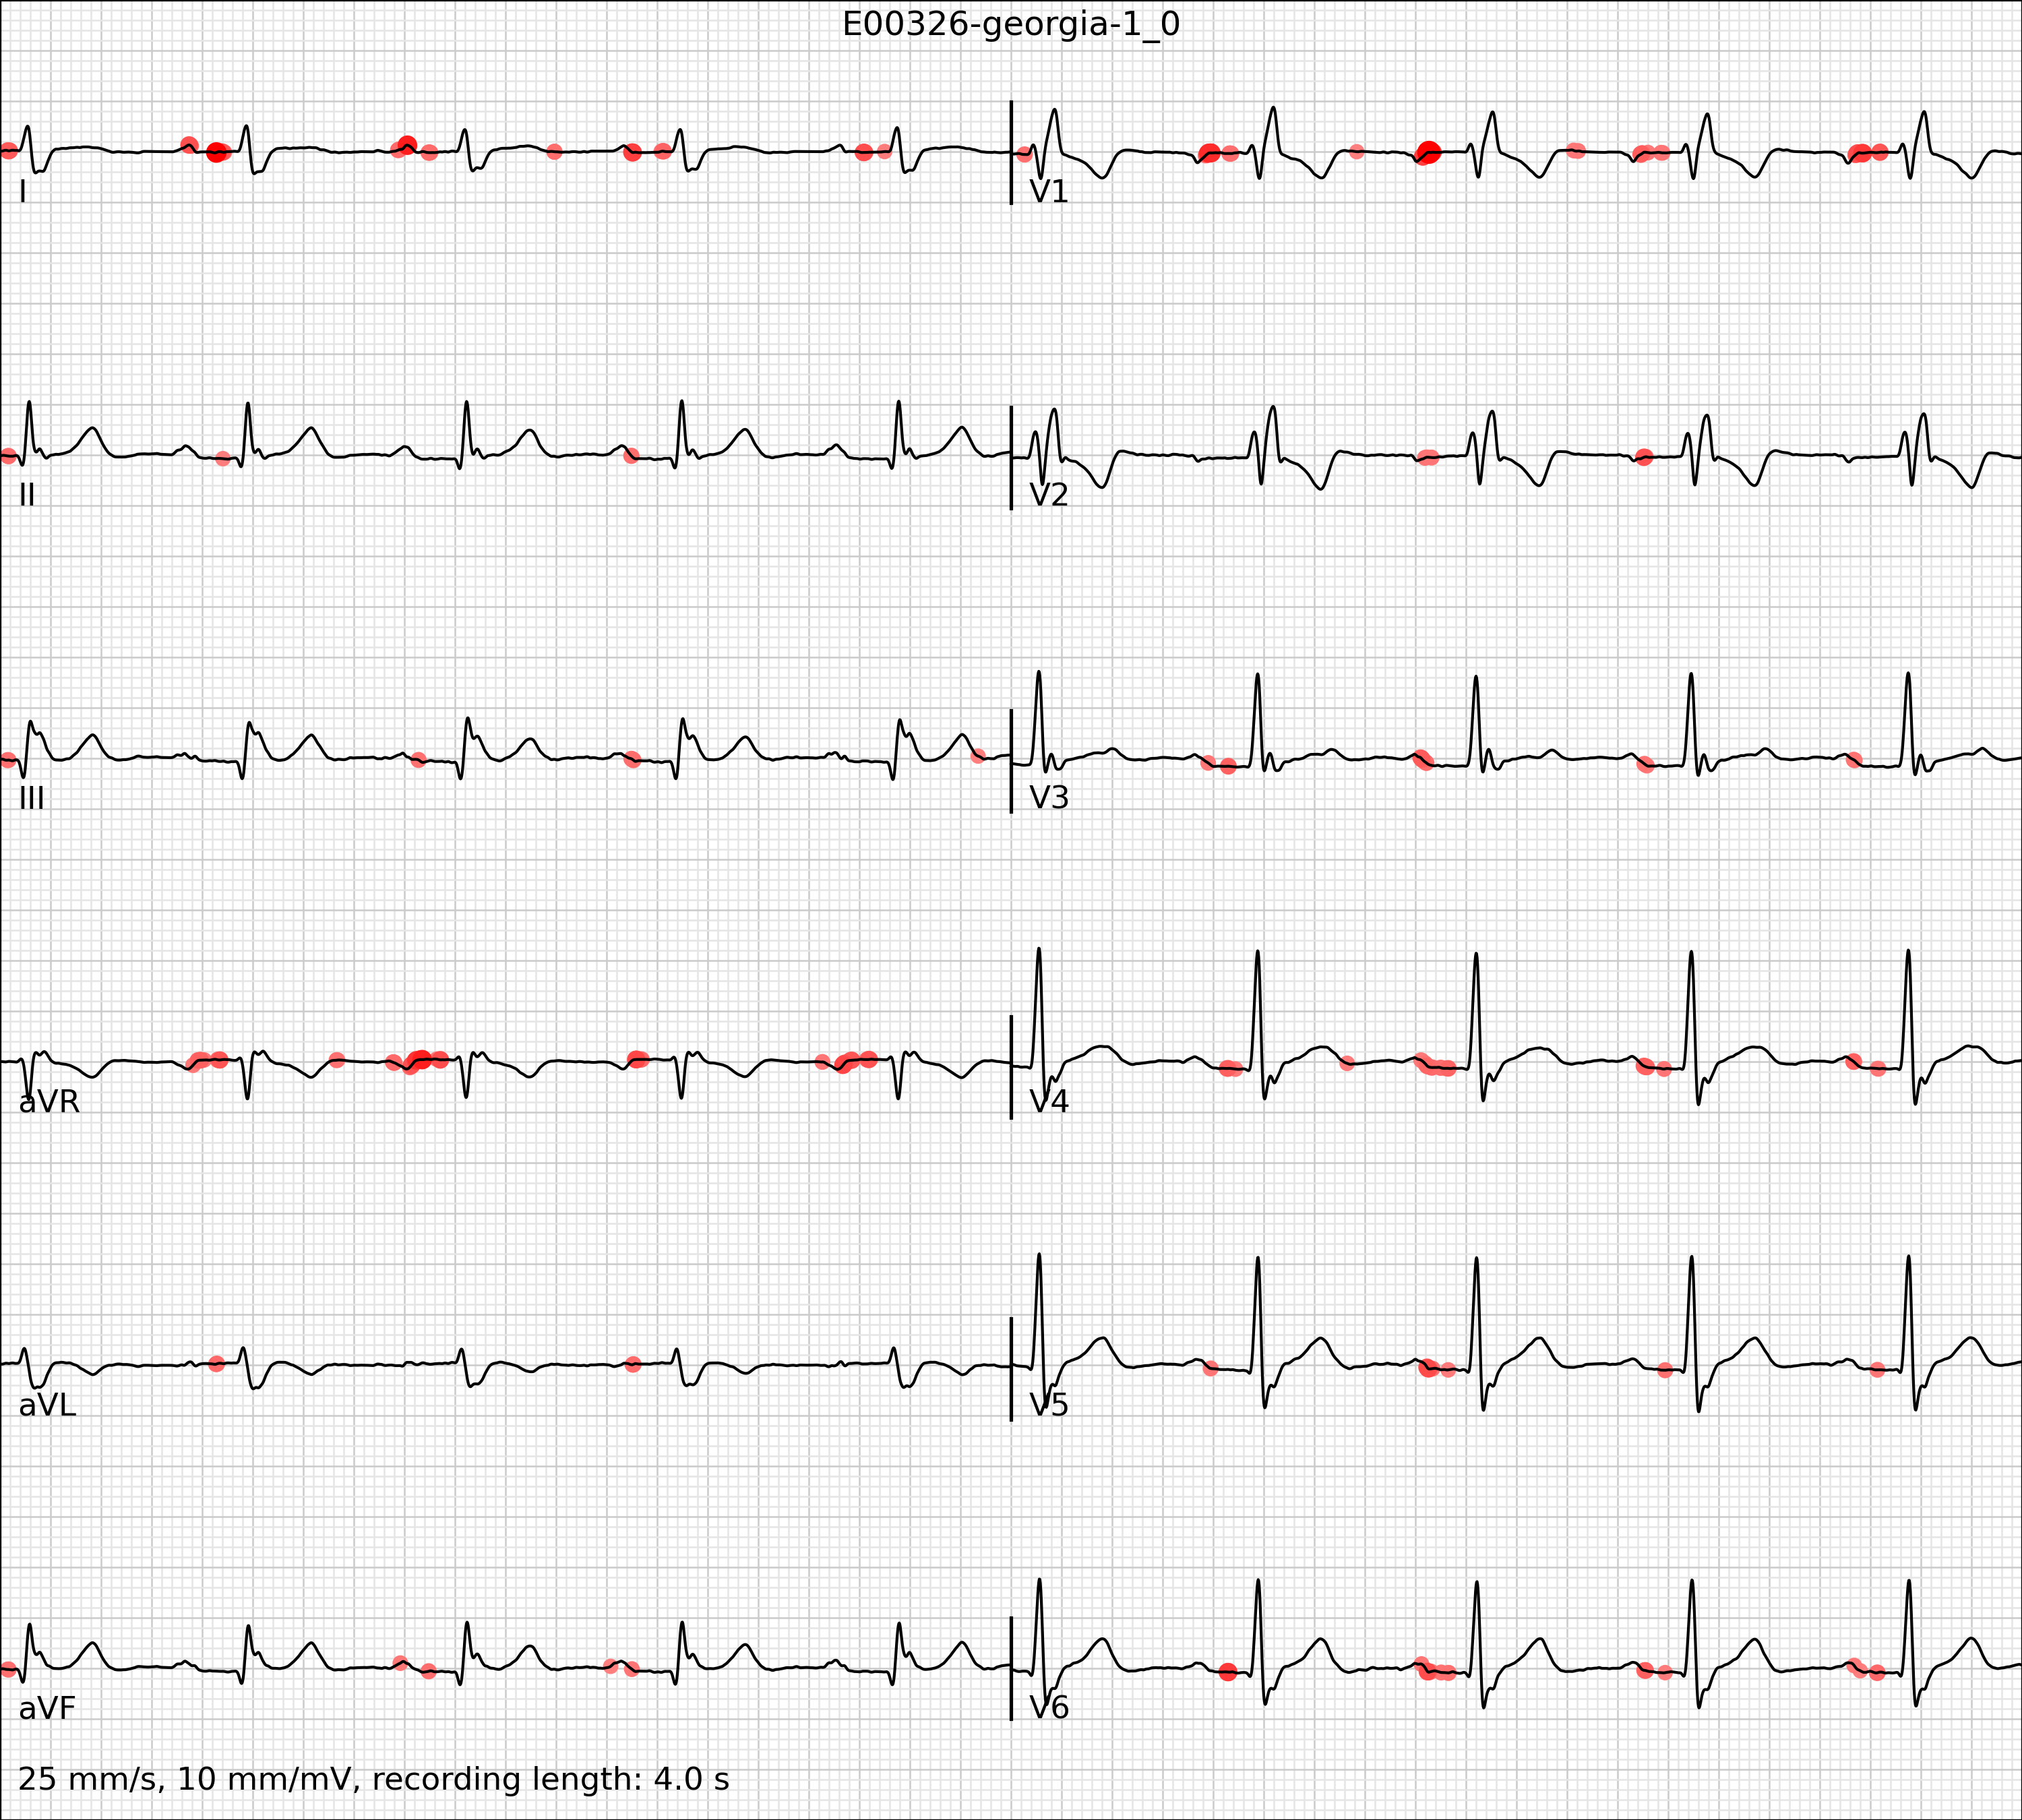 E00326-georgia-1_0
I
V1
II
V2
III
V3
aVR
V4
aVL
V5
aVF
V6
25 mm/s, 10 mm/mV, recording length: 4.0 s